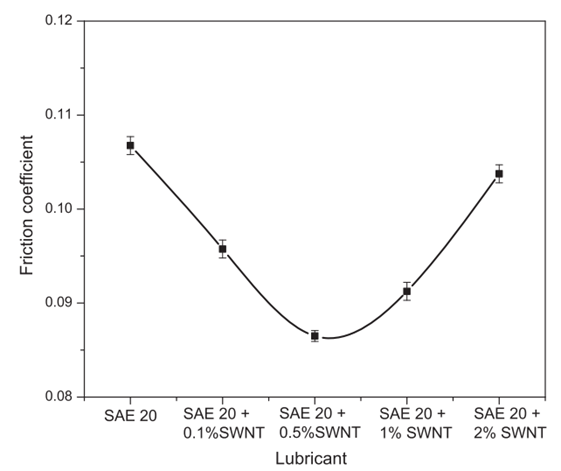 0.12
0.11
0.10
0.09
0.08
Friction coefficient
SAE 20
SAE 20 +
0.1%SWNT
SAE 20 +
0.5%SWNT
SAE 20 +
1% SWNT
SAE 20 +
2% SWNT
Lubricant